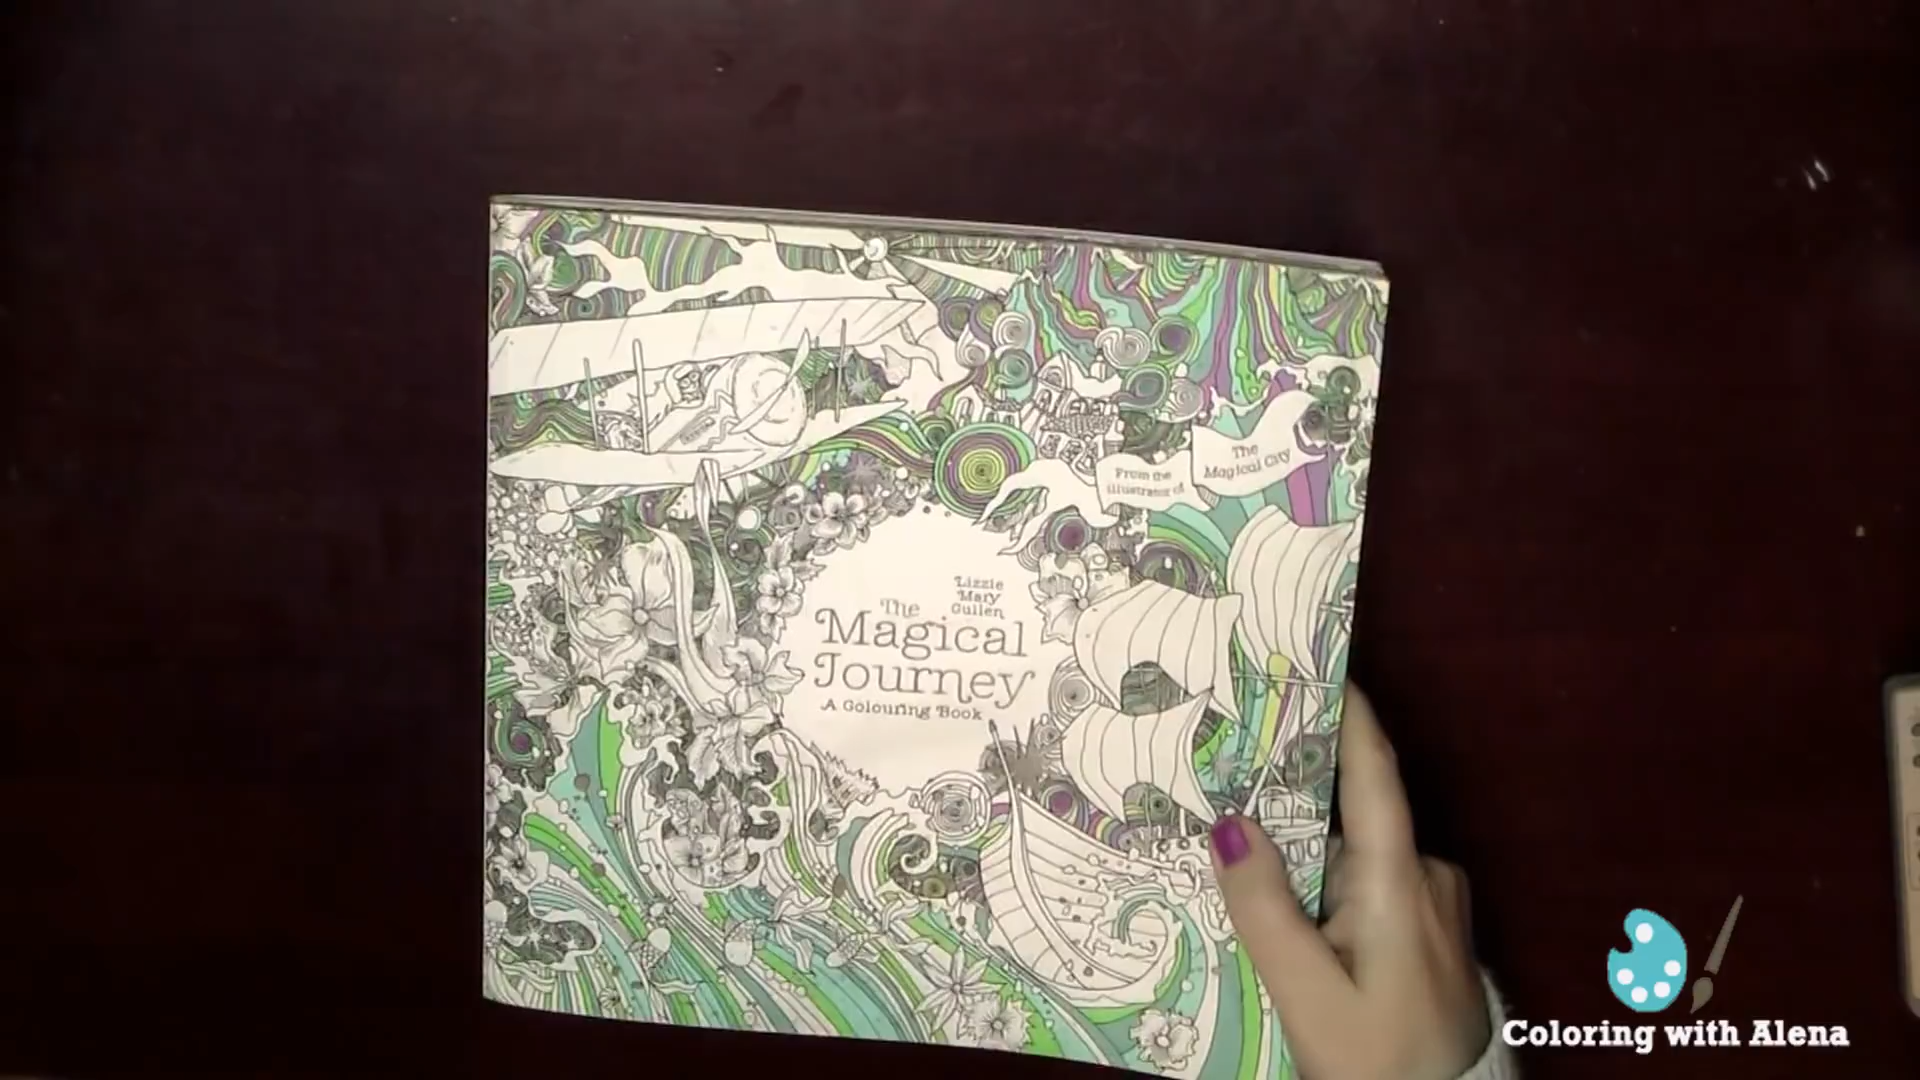 From the
illustrator of
The
Magical City
Lizzie
Mary
Cullen
The
Magical
Journey
A Colouring Book
Coloring with Alena